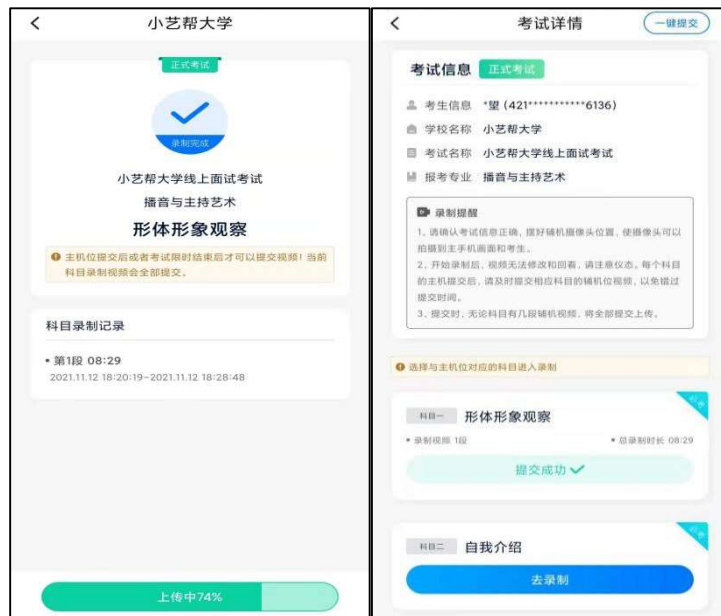 小艺帮大学
正式考试
录制完成
小艺帮大学线上面试考试
播音与主持艺术
形体形象观察
主机位提交后或者考试限时结束后才可以提交视频！当前
科目录制视频会全部提交。
科目录制记录
• 第1段 08:29
2021.11.12 18:20:19-2021.11.12 18:28:48
上传中74%
考试详情
一键提交
考试信息
正式考试
考生信息 *望 (421***********6136)
学校名称 小艺帮大学
考试名称 小艺帮大学线上面试考试
报考专业 播音与主持艺术
录制提醒
1、请确认考试信息正确，摆好辅机摄像头位置，使摄像头可以
拍摄到主手机画面和考生。
2、开始录制后，视频无法修改和回看，请注意仪态。每个科目
的主机提交后，请及时提交相应科目的辅机位视频，以免错过
提交时间。
3、提交时，无论科目有几段辅机视频，将全部提交上传。
选择与主机位对应的科目进入录制
科目一 形体形象观察
必考
• 录制视频 1段 • 总录制时长 08:29
提交成功
科目二 自我介绍
必考
去录制